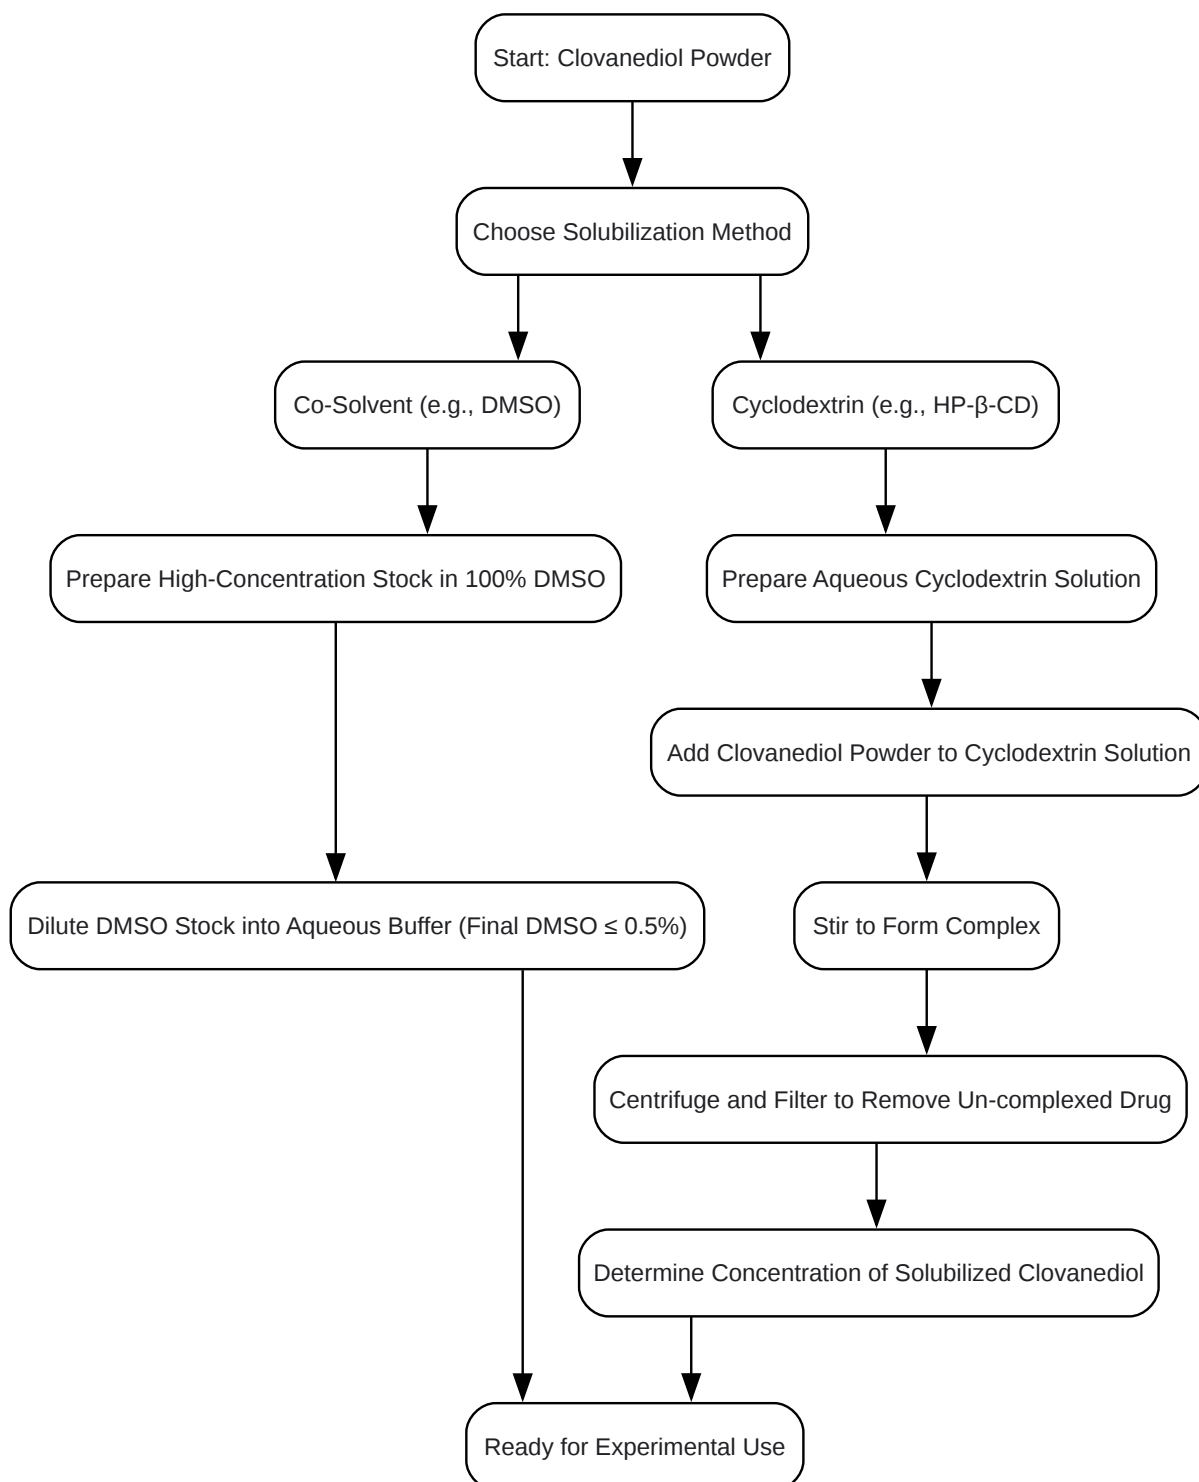 Start: Clovanediol Powder
Choose Solubilization Method
Co-Solvent (e.g., DMSO)
Cyclodextrin (e.g., HP-β-CD)
Prepare High-Concentration Stock in 100% DMSO
Prepare Aqueous Cyclodextrin Solution
Add Clovanediol Powder to Cyclodextrin Solution
Dilute DMSO Stock into Aqueous Buffer (Final DMSO ≤ 0.5%)
Stir to Form Complex
Centrifuge and Filter to Remove Un-complexed Drug
Determine Concentration of Solubilized Clovanediol
Ready for Experimental Use